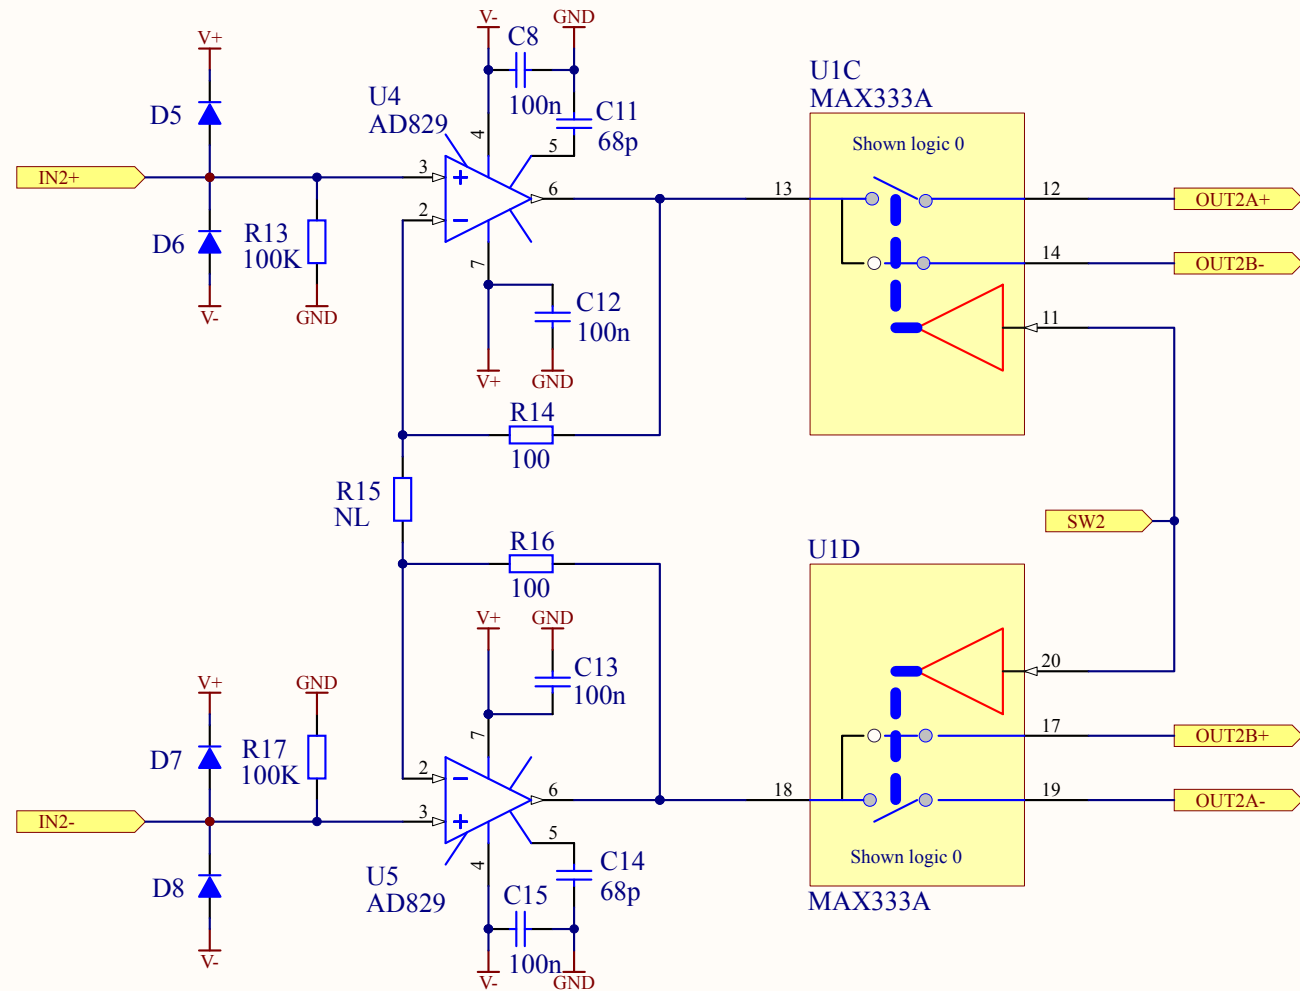 V-
GND
C8
100n
V+
D5
U4
AD829
4
C11
68p
5
U1C
MAX333A
Shown logic 0
IN2+
3
6
13
12
OUT2A+
2
D6
R13
100K
V-
GND
7
C12
100n
V+
GND
14
OUT2B-
11
R14
100
R15
NL
SW2
R16
100
U1D
V+
GND
C13
100n
7
20
V+
GND
D7
R17
100K
17
OUT2B+
2
6
18
19
OUT2A-
IN2-
3
5
4
D8
U5
AD829
C14
68p
Shown logic 0
MAX333A
C15
100n
V-
V-
GND